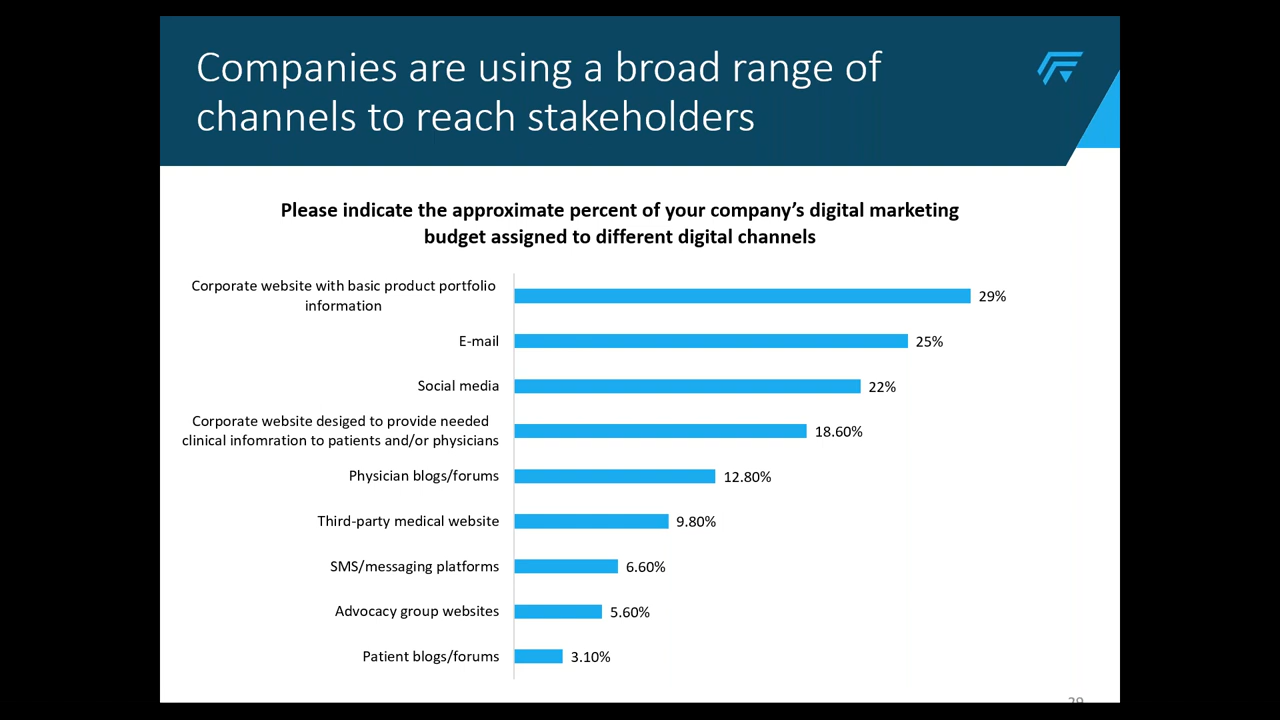 Companies are using a broad range of
channels to reach stakeholders
Please indicate the approximate percent of your company’s digital marketing
budget assigned to different digital channels
Corporate website with basic product portfolio
information
29%
E-mail
25%
Social media
22%
Corporate website desiged to provide needed
clinical infomration to patients and/or physicians
18.60%
Physician blogs/forums
12.80%
Third-party medical website
9.80%
SMS/messaging platforms
6.60%
Advocacy group websites
5.60%
Patient blogs/forums
3.10%